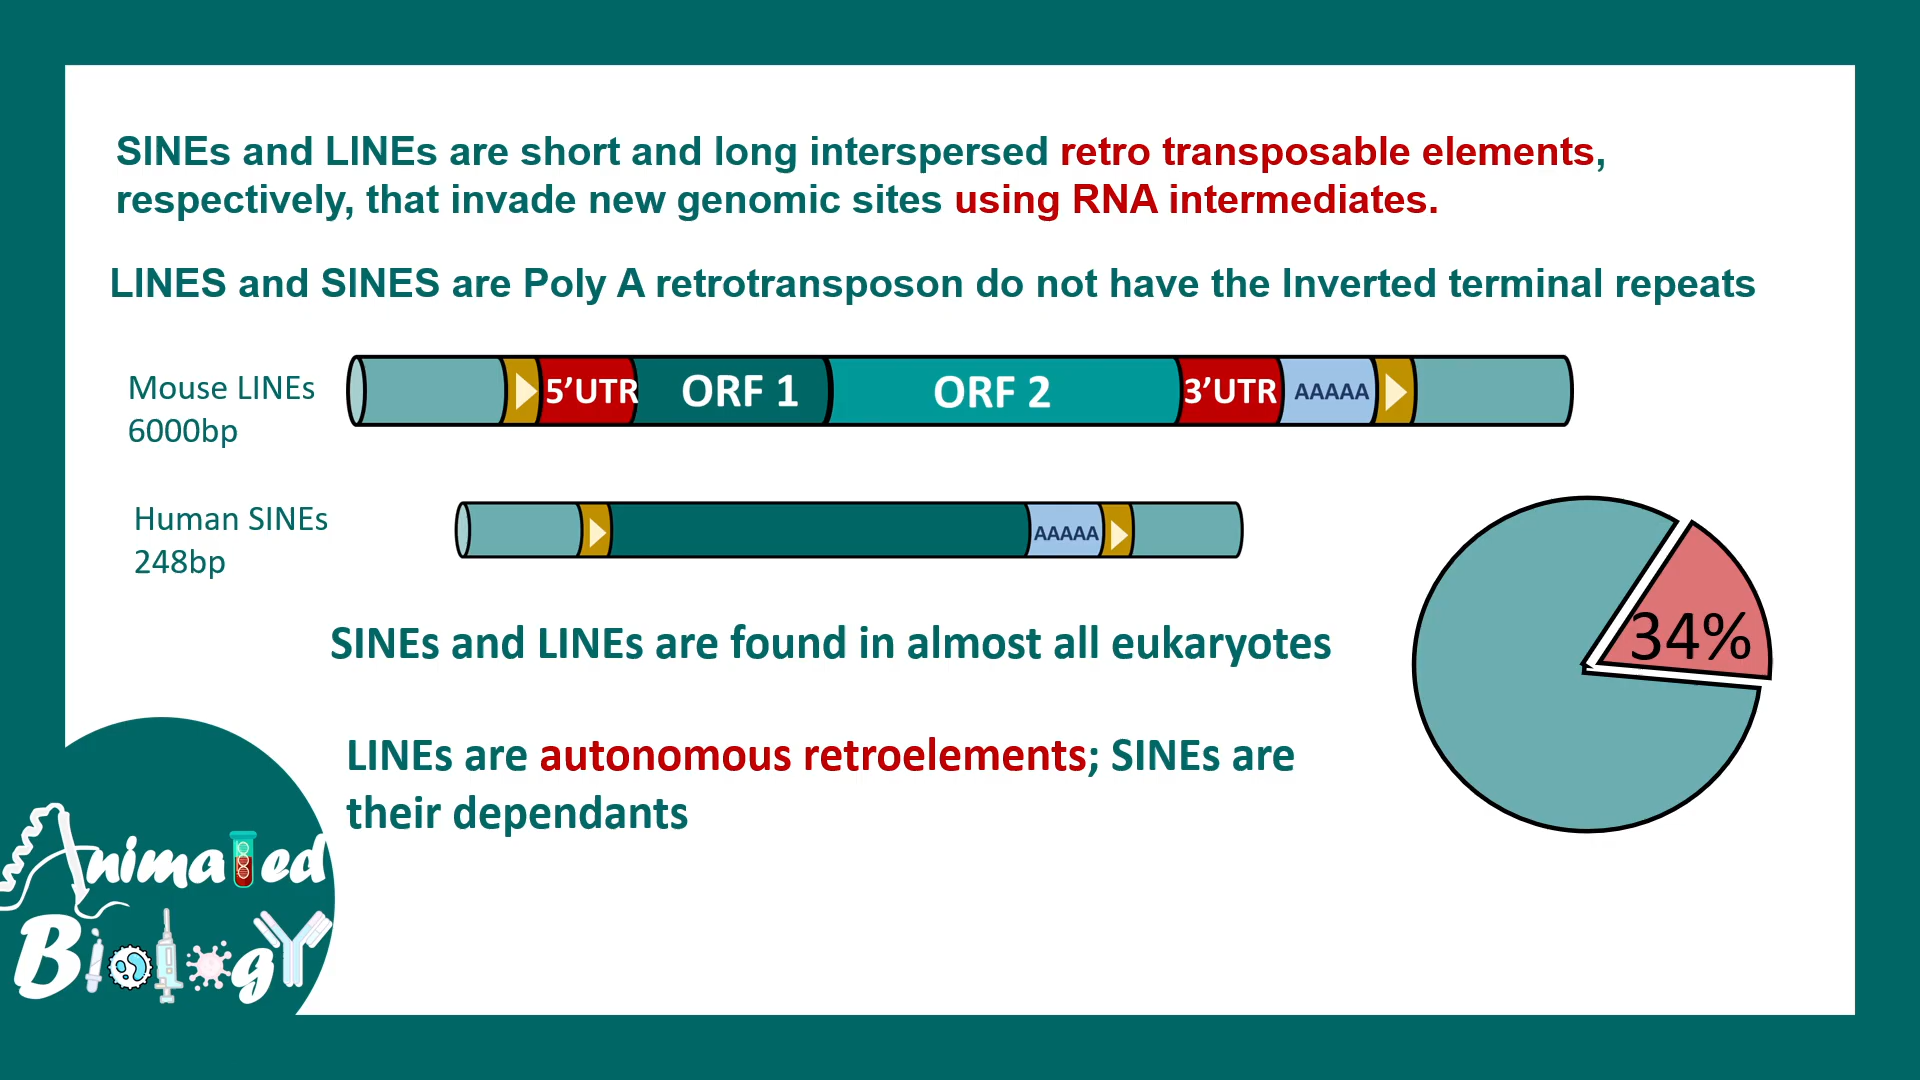 SINEs and LINEs are short and long interspersed retro transposable elements,
respectively, that invade new genomic sites using RNA intermediates.
LINES and SINES are Poly A retrotransposon do not have the Inverted terminal repeats
Mouse LINEs
6000bp
5’UTR ORF 1 ORF 2 3’UTR AAAAA
Human SINEs
248bp
AAAAA
34%
SINEs and LINEs are found in almost all eukaryotes
LINEs are autonomous retroelements; SINEs are
their dependants
Animated
Biology